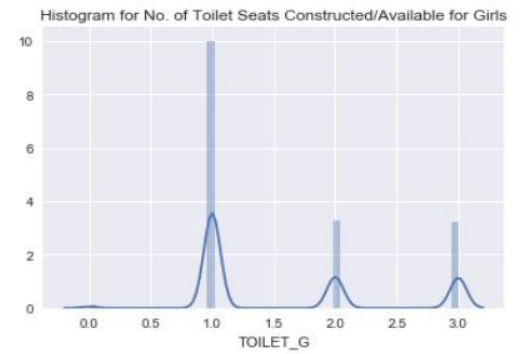 Histogram for No. of Toilet Seats Constructed/Available for Girls
10
8
6
4
2
0
0.0 0.5 1.0 1.5 2.0 2.5 3.0
TOILET_G